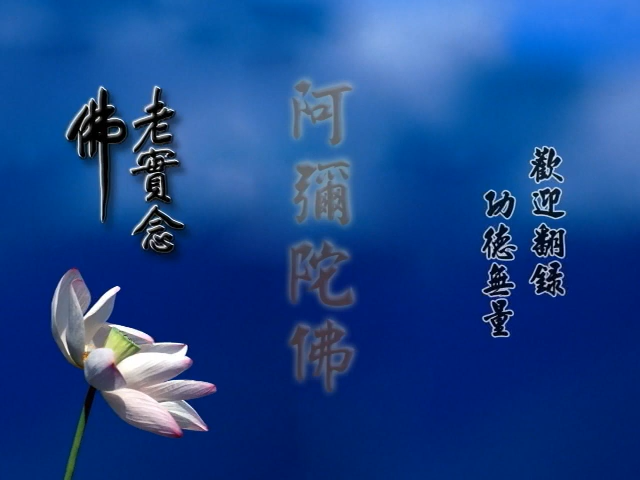 歡迎翻錄
功德無量
阿彌陀佛
老實念
佛